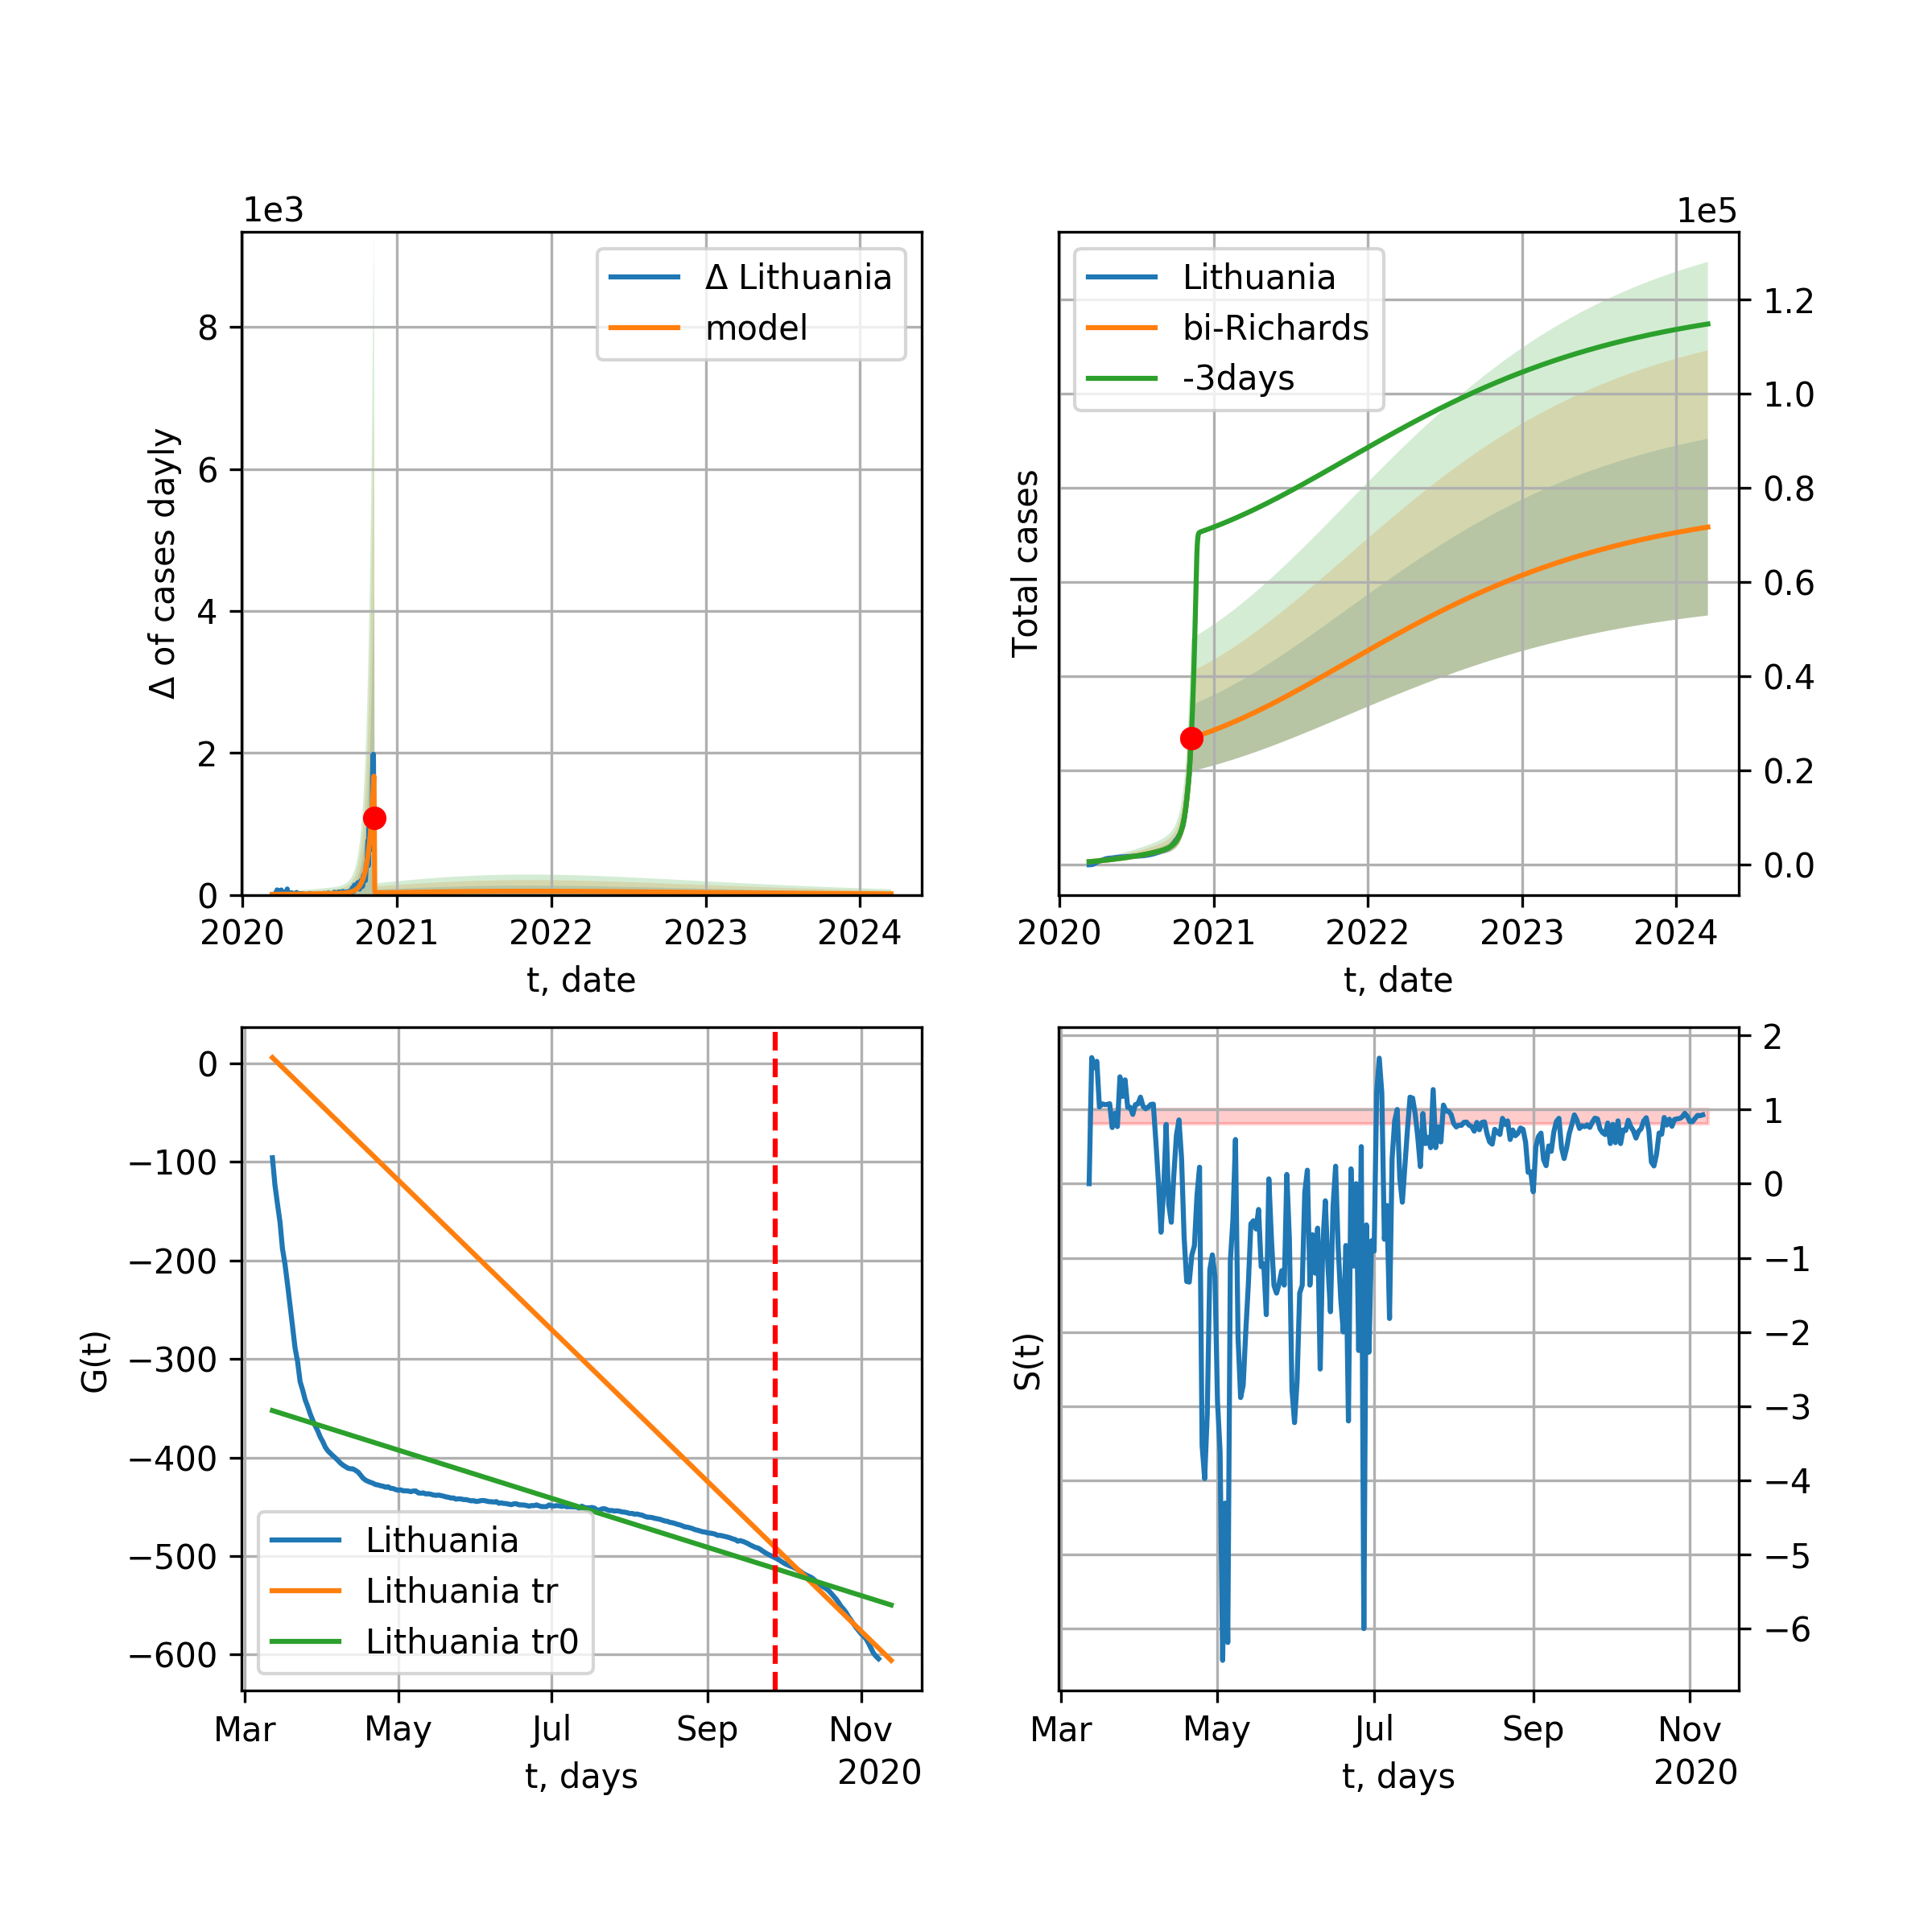 1e3
Δ Lithuania
model
8
6
4
2
0
Δ of cases dayly
2020 2021 2022 2023 2024
t, date
1e5
Lithuania
bi-Richards
-3days
1.2
1.0
0.8
0.6
0.4
0.2
0.0
Total cases
2020 2021 2022 2023 2024
t, date
0
−100
−200
−300
−400
−500
−600
G(t)
Lithuania
Lithuania tr
Lithuania tr0
Mar May Jul Sep Nov
2020
t, days
2
1
0
−1
−2
−3
−4
−5
−6
S(t)
Mar May Jul Sep Nov
2020
t, days